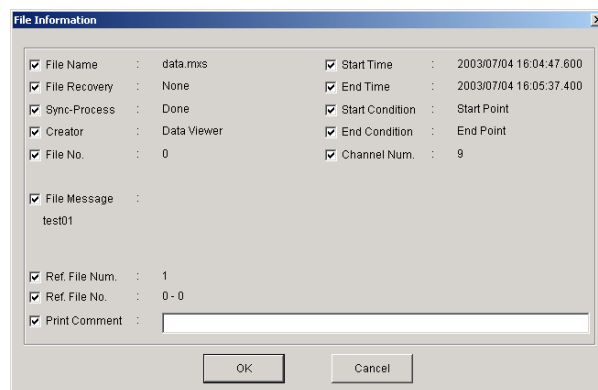 File Information
File Name : data.mxs
File Recovery : None
Sync-Process : Done
Creator : Data Viewer
File No. : 0
Start Time : 2003/07/04 16:04:47.600
End Time : 2003/07/04 16:05:37.400
Start Condition : Start Point
End Condition : End Point
Channel Num. : 9
File Message :
test01
Ref. File Num. : 1
Ref. File No. : 0 - 0
Print Comment :
OK Cancel